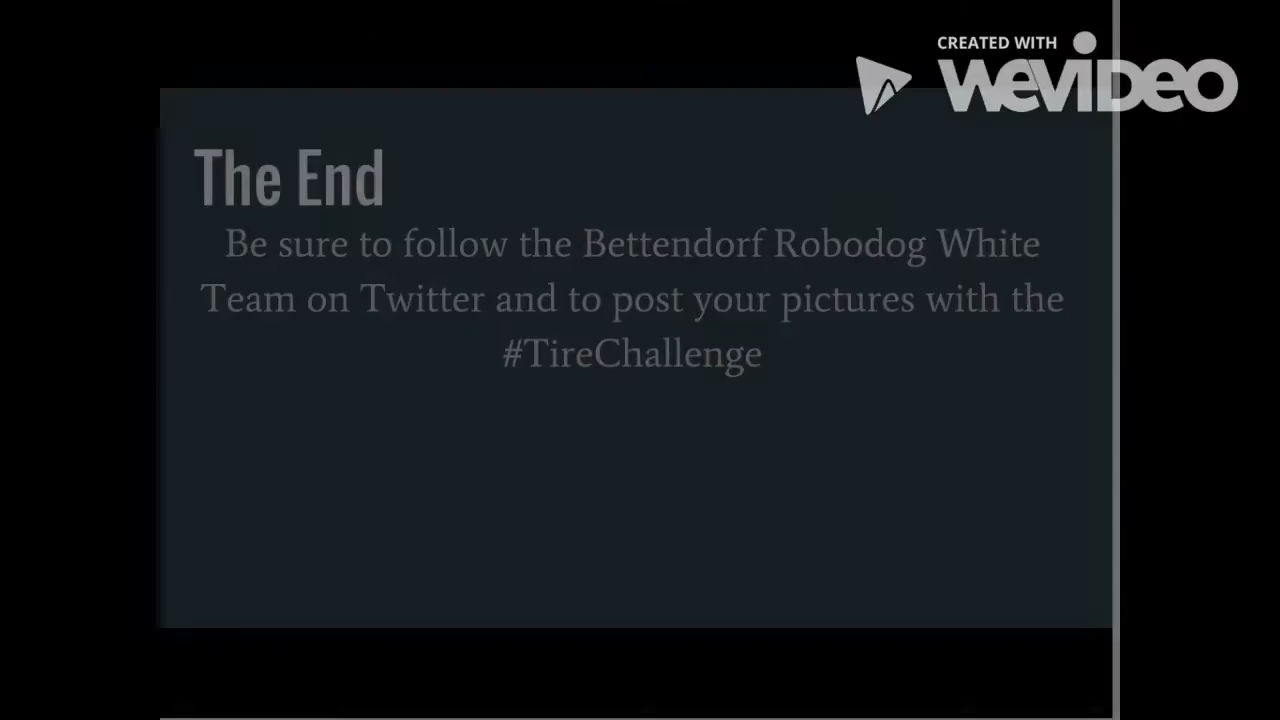 CREATED WITH
WEVIDEO
The End
Be sure to follow the Bettendorf Robodog White
Team on Twitter and to post your pictures with the
#TireChallenge